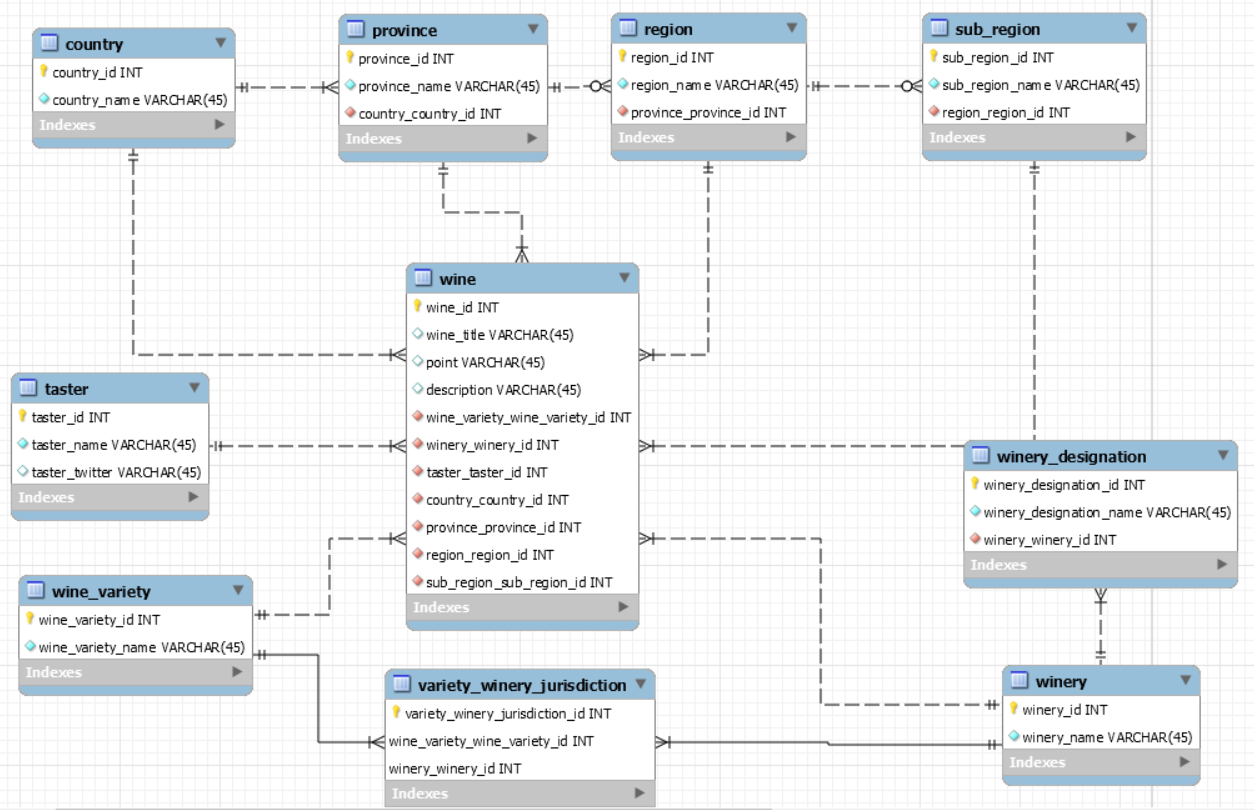 country
country_id INT
country_name VARCHAR(45)
Indexes
province
province_id INT
province_name VARCHAR(45)
country_country_id INT
Indexes
region
region_id INT
region_name VARCHAR(45)
province_province_id INT
Indexes
sub_region
sub_region_id INT
sub_region_name VARCHAR(45)
region_region_id INT
Indexes
wine
wine_id INT
wine_title VARCHAR(45)
point VARCHAR(45)
description VARCHAR(45)
wine_variety_wine_variety_id INT
winery_winery_id INT
taster_taster_id INT
country_country_id INT
province_province_id INT
region_region_id INT
sub_region_sub_region_id INT
Indexes
taster
taster_id INT
taster_name VARCHAR(45)
taster_twitter VARCHAR(45)
Indexes
winery_designation
winery_designation_id INT
winery_designation_name VARCHAR(45)
winery_winery_id INT
Indexes
wine_variety
wine_variety_id INT
wine_variety_name VARCHAR(45)
Indexes
variety_winery_jurisdiction
variety_winery_jurisdiction_id INT
wine_variety_wine_variety_id INT
winery_winery_id INT
Indexes
winery
winery_id INT
winery_name VARCHAR(45)
Indexes